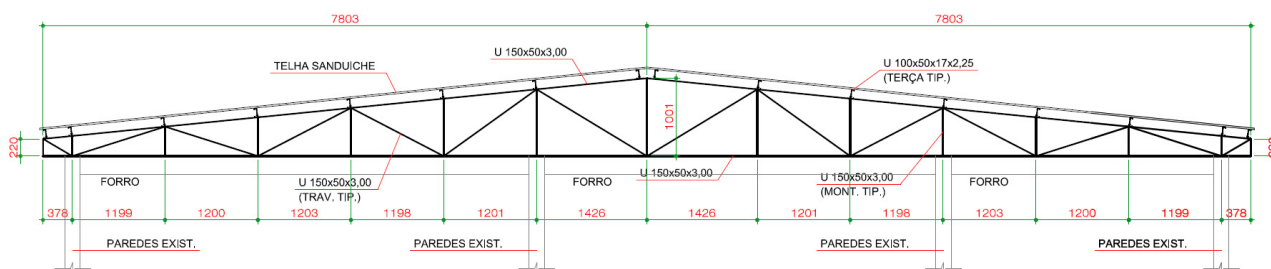 7803
7803
U 150x50x3,00
TELHA SANDUÍCHE
U 100x50x17x2,25
(TERÇA TIP.)
1001
220
FORRO
U 150x50x3,00
(TRAV. TIP.)
FORRO
U 150x50x3,00
U 150x50x3,00
(MONT. TIP.)
FORRO
378
1199
1200
1203
1198
1201
1426
1426
1201
1198
1203
1200
1199
378
PAREDES EXIST.
PAREDES EXIST.
PAREDES EXIST.
PAREDES EXIST.